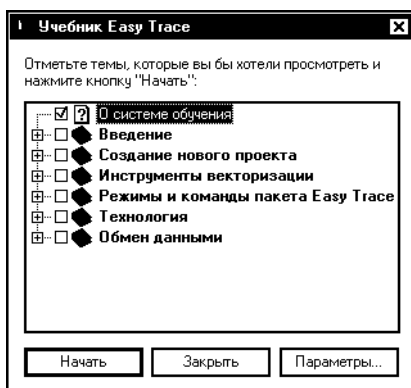 Учебник Easy Trace
Отметьте темы, которые вы бы хотели просмотреть и
нажмите кнопку "Начать":
О системе обучения
Введение
Создание нового проекта
Инструменты векторизации
Режимы и команды пакета Easy Trace
Технология
Обмен данными
Начать Закрыть Параметры...